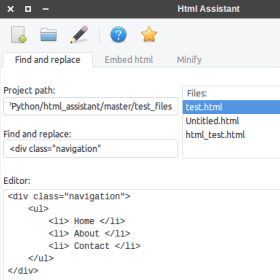 Html Assistant
Find and replace Embed html Minify
Project path:
'Python/html_assistant/master/test_files
Files:
test.html
Untitled.html
html_test.html
Find and replace:
<div class="navigation"
Editor:
<div class="navigation">
    <ul>
        <li> Home </li>
        <li> About </li>
        <li> Contact </li>
    </ul>
</div>